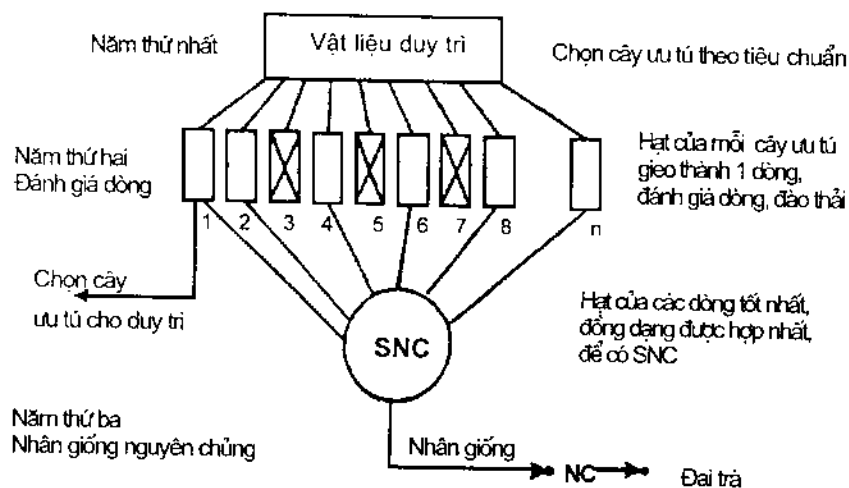 Năm thứ nhất
Vật liệu duy trì
Chọn cây ưu tú theo tiêu chuẩn
Năm thứ hai
Đánh giá dòng
Hạt của mỗi cây ưu tú
gieo thành 1 dòng,
đánh giá dòng, đào thải
1 2 3 4 5 6 7 8 n
Chọn cây
ưu tú cho duy trì
SNC
Hạt của các dòng tốt nhất,
đồng dạng được hợp nhất,
để có SNC
Năm thứ ba
Nhân giống nguyên chủng
Nhân giống
NC
Đai trà